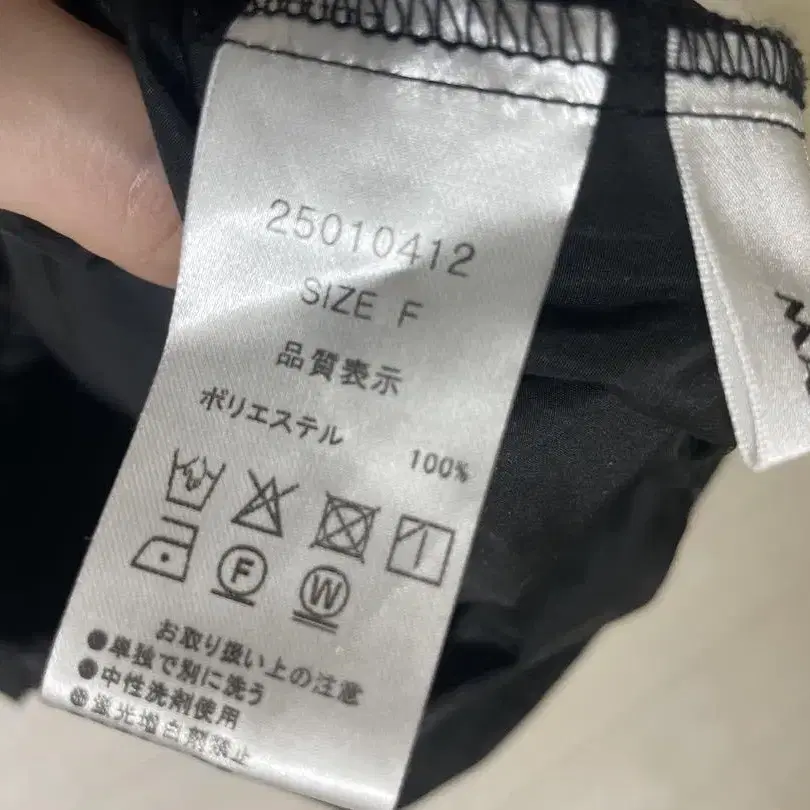 25010412
SIZE F
品質表示
ポリエステル 100%
F W
お取り扱い上の注意
●単独で別に洗う
●中性洗剤使用
●蛍光増白剤禁止